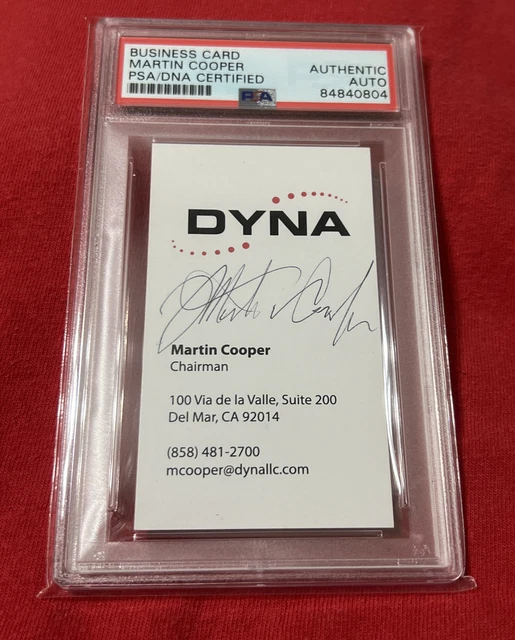 BUSINESS CARD
MARTIN COOPER
PSA/DNA CERTIFIED
AUTHENTIC
AUTO
84840804
PSA
DYNA
Martin Cooper
Martin Cooper
Chairman
100 Via de la Valle, Suite 200
Del Mar, CA 92014
(858) 481-2700
mcooper@dynallc.com